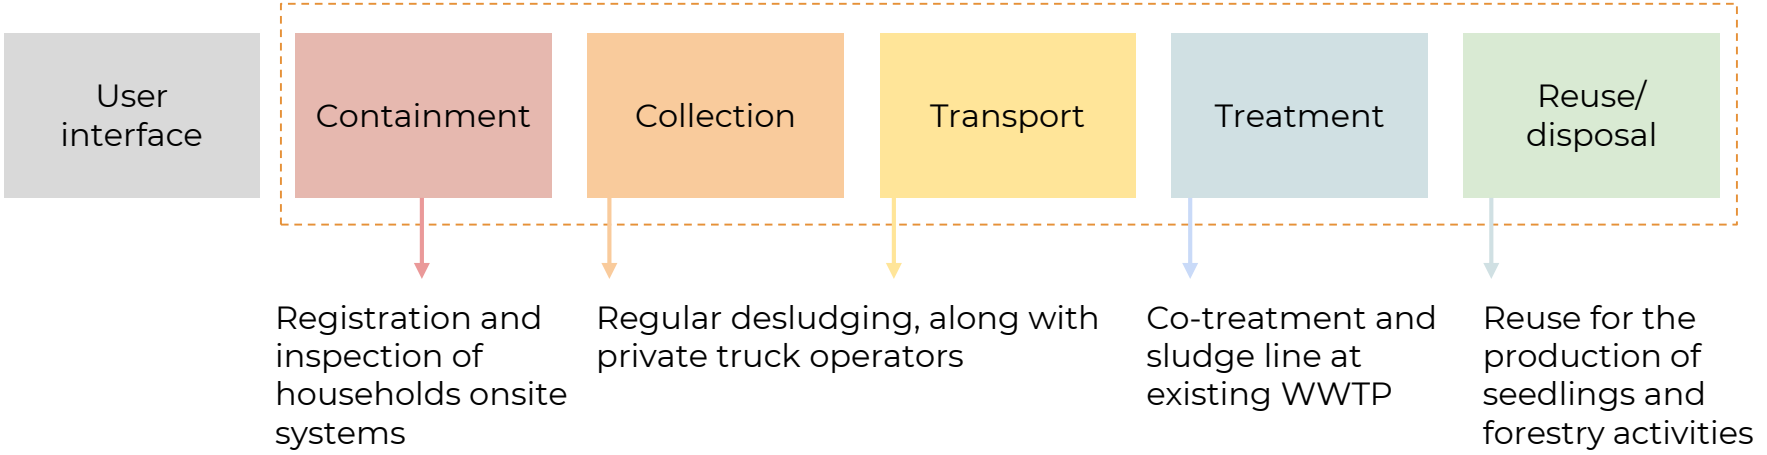 User
interface
Containment
Collection
Transport
Treatment
Reuse/
disposal
Registration and
inspection of
households onsite
systems
Regular desludging, along with
private truck operators
Co-treatment and
sludge line at
existing WWTP
Reuse for the
production of
seedlings and
forestry activities